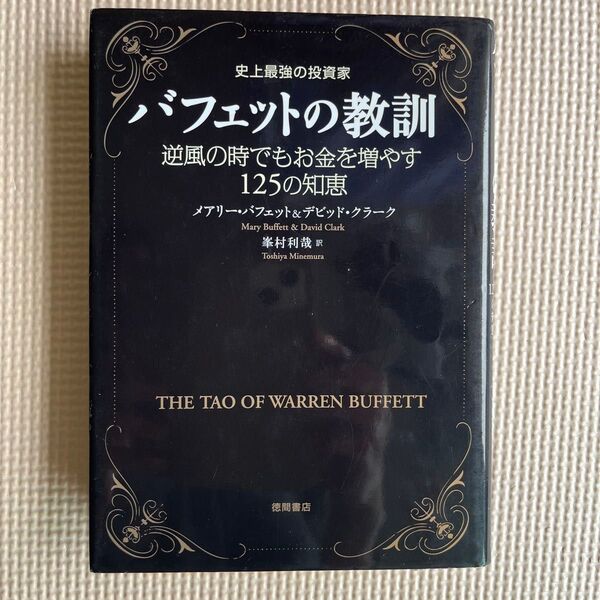 史上最強の投資家
バフェットの教訓
逆風の時でもお金を増やす
125の知恵
メアリー・バフェット&デビッド・クラーク
Mary Buffett & David Clark
峯村利哉 訳
Toshiya Minemura
THE TAO OF WARREN BUFFETT
徳間書店